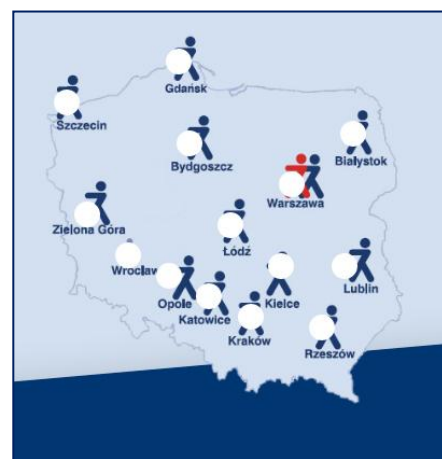 Gdańsk
Szczecin
Bydgoszcz
Białystok
Warszawa
Zielona Góra
Łódź
Wrocław
Opole
Katowice
Kielce
Lublin
Kraków
Rzeszów